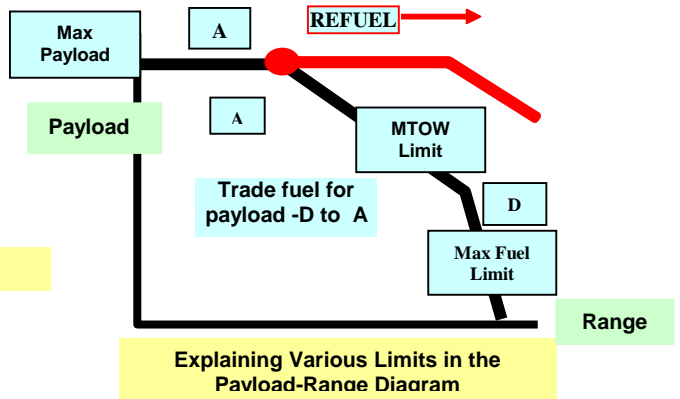 REFUEL
A
Max
Payload
Payload
A
MTOW
Limit
Trade fuel for
payload -D to A
D
Max Fuel
Limit
Range
Explaining Various Limits in the
Payload-Range Diagram